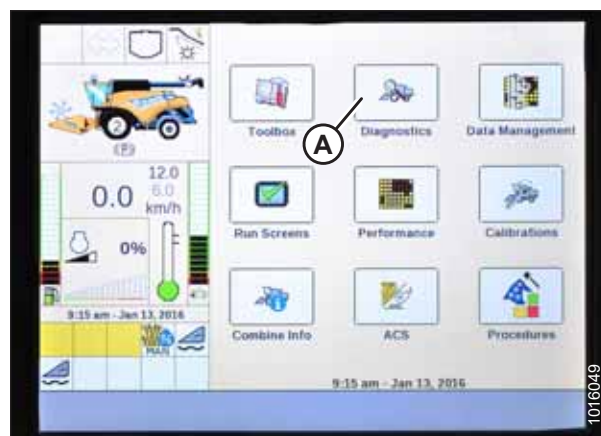 2
(P)
12.0
0.0 6.0
km/h
0%
9:15 am - Jan 13, 2016
MAN
Toolbox
A
Diagnostics
Data Management
Run Screens
Performance
Calibrations
Combine Info
ACS
Procedures
9:15 am - Jan 13, 2016
1016049